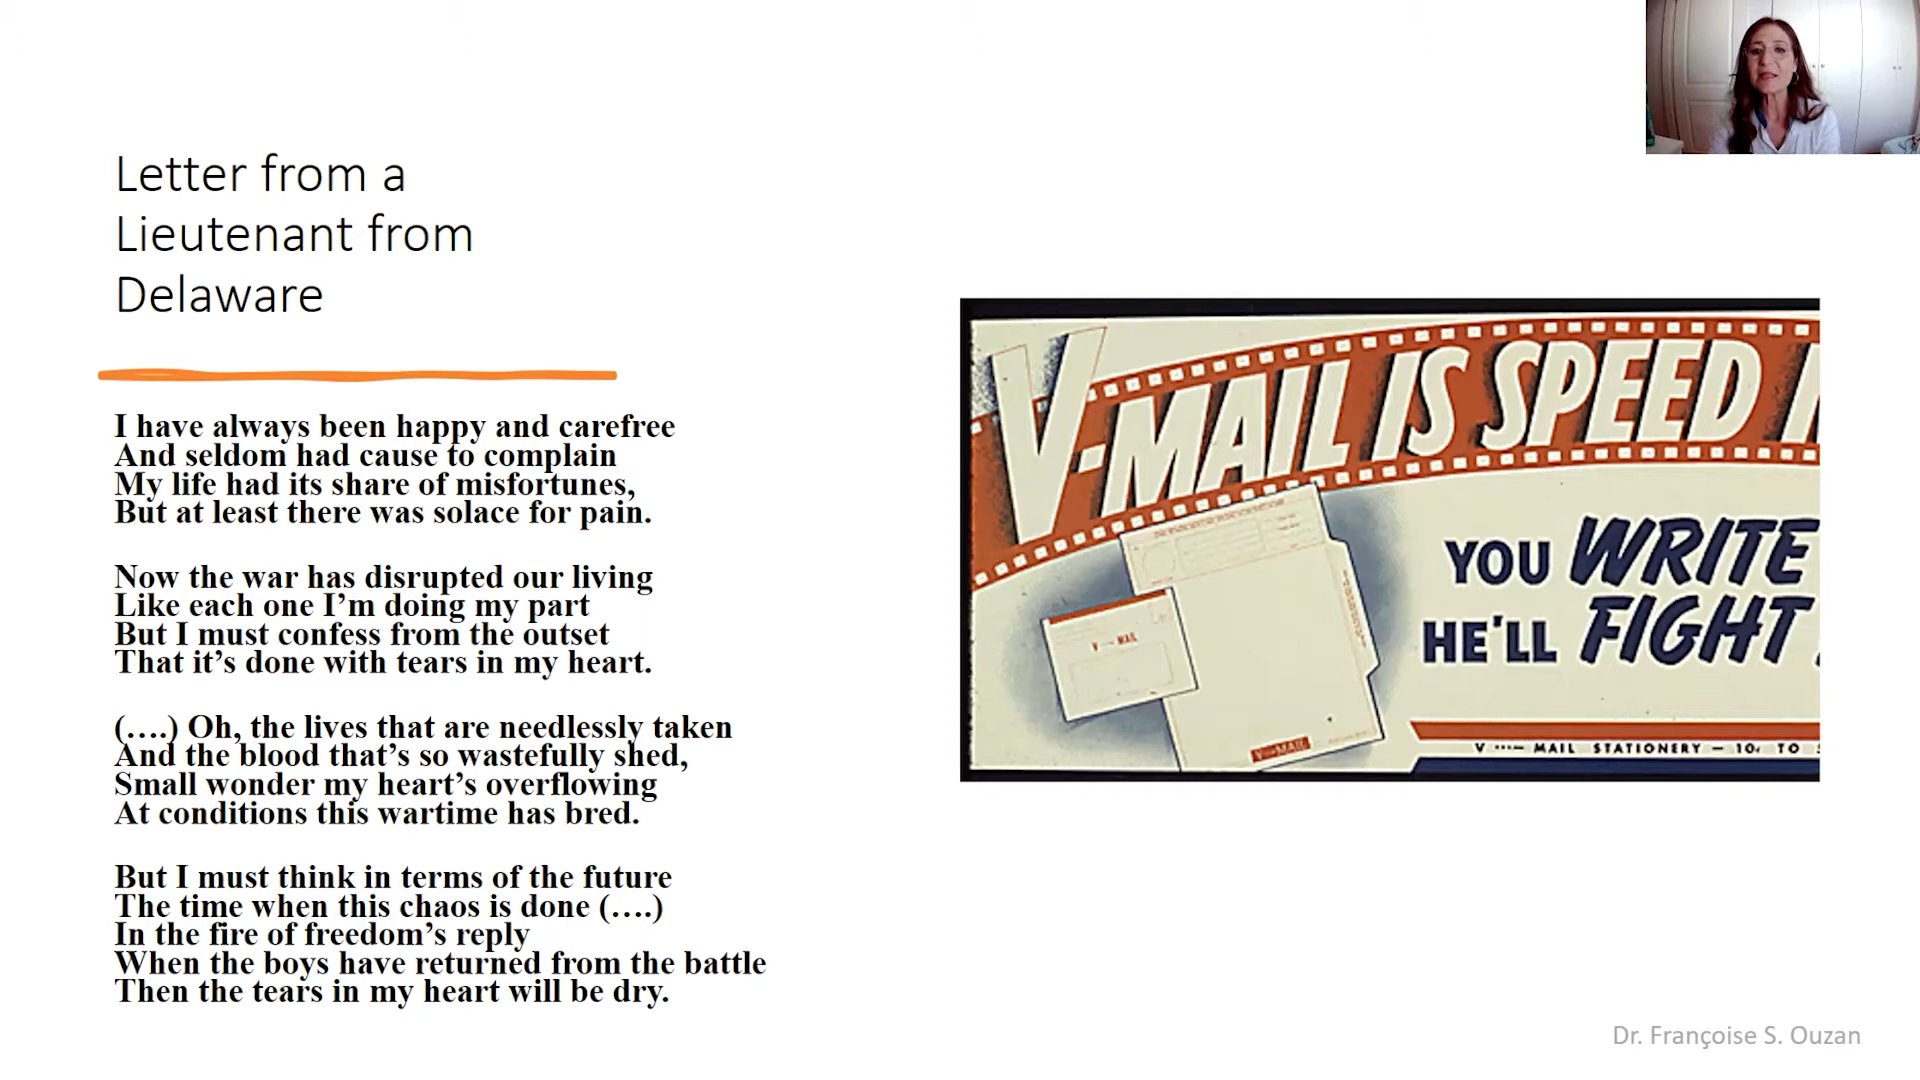 Letter from a
Lieutenant from
Delaware
I have always been happy and carefree
And seldom had cause to complain
My life had its share of misfortunes,
But at least there was solace for pain.
Now the war has disrupted our living
Like each one I’m doing my part
But I must confess from the outset
That it’s done with tears in my heart.
(….) Oh, the lives that are needlessly taken
And the blood that’s so wastefully shed,
Small wonder my heart’s overflowing
At conditions this wartime has bred.
But I must think in terms of the future
The time when this chaos is done (….)
In the fire of freedom’s reply
When the boys have returned from the battle
Then the tears in my heart will be dry.
V-MAIL IS SPEED
YOU WRITE
HE'LL FIGHT
V ···— MAIL
V ···— MAIL
V ···— MAIL STATIONERY — 10¢ TO
Dr. Françoise S. Ouzan